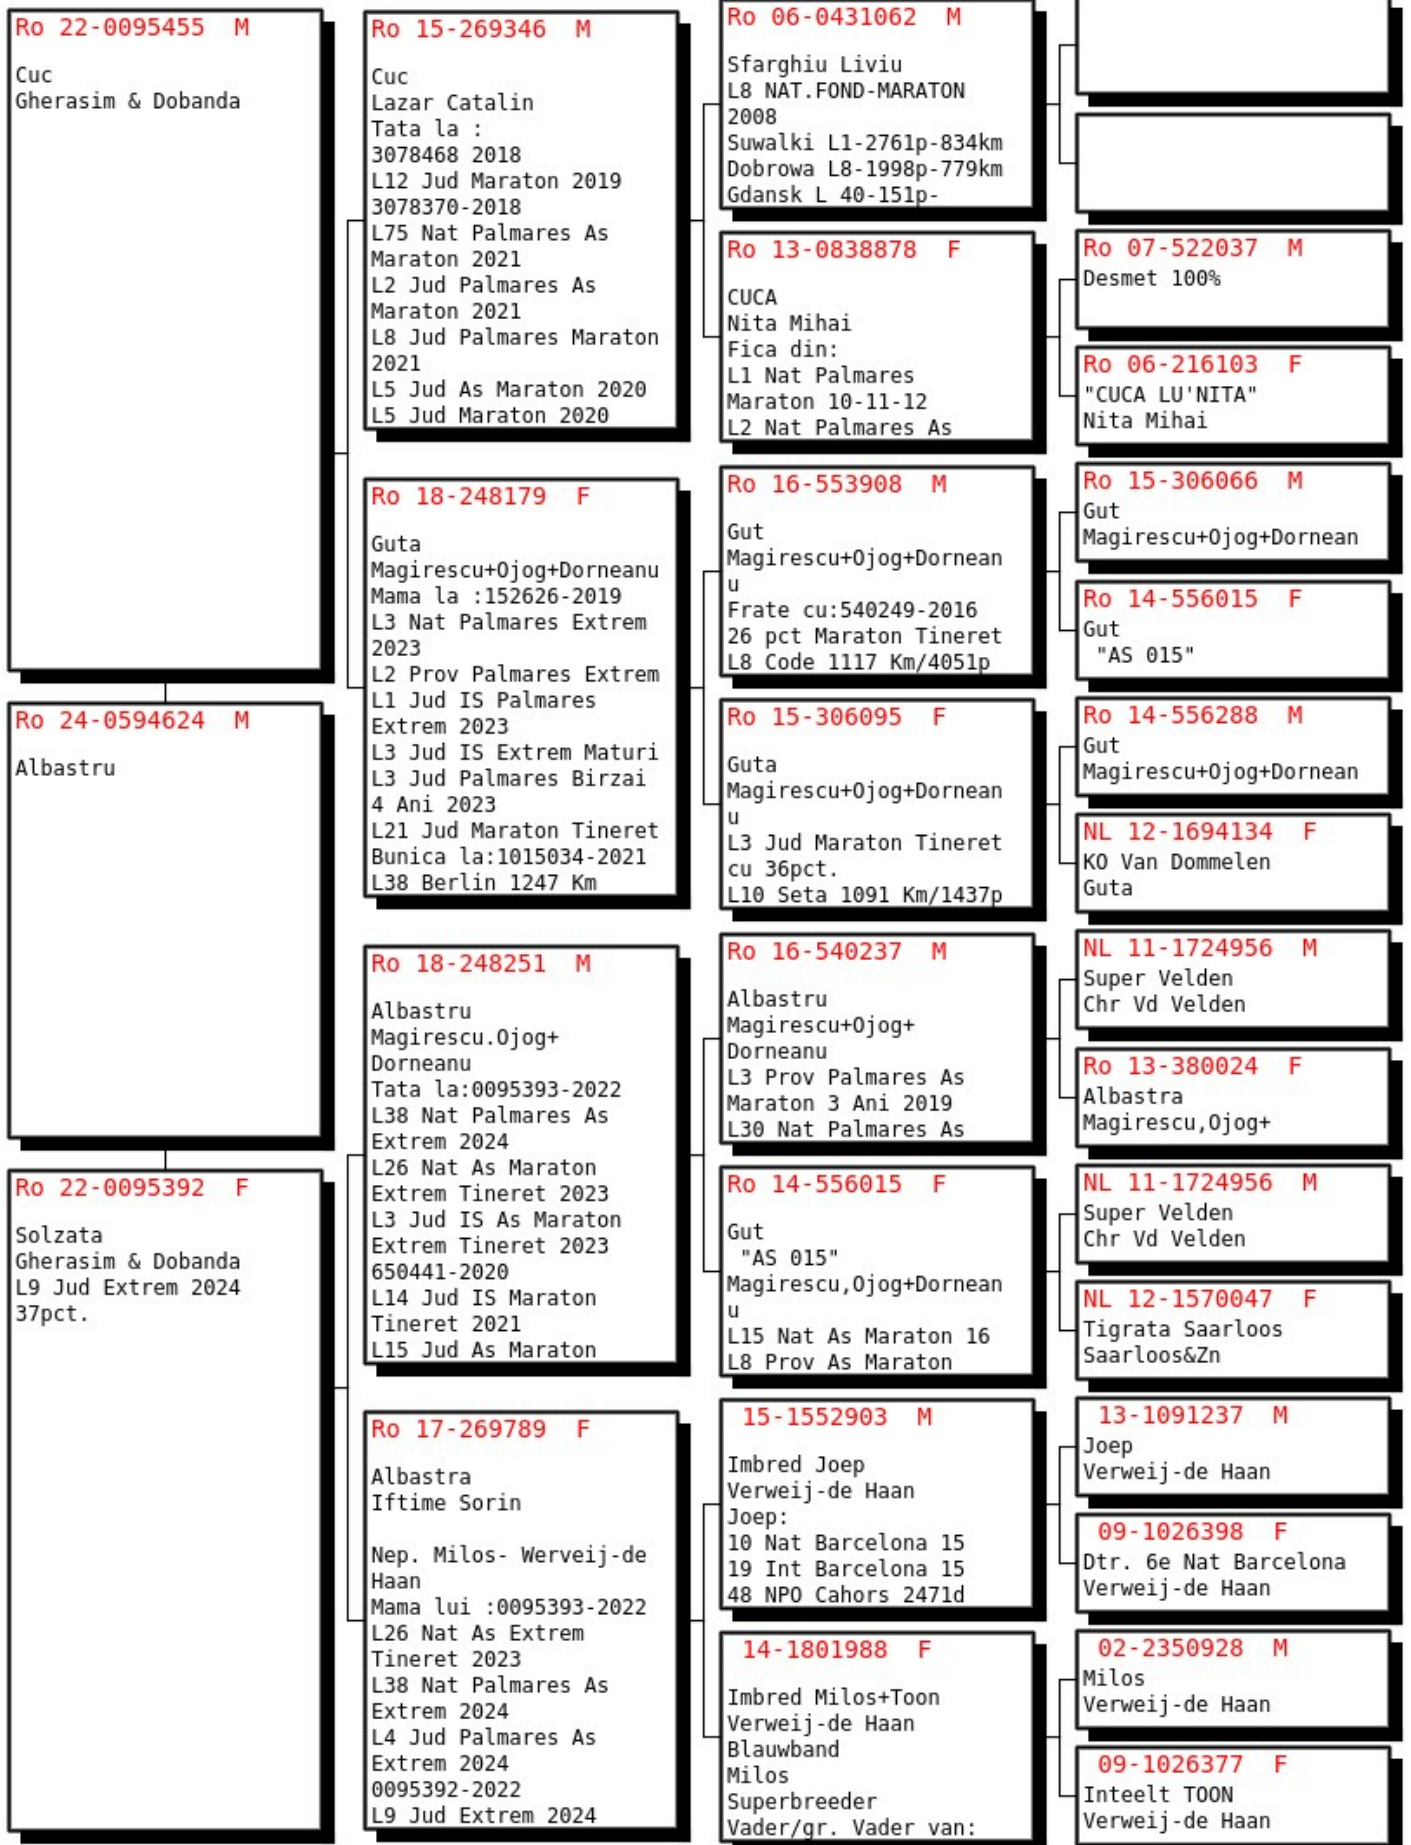 Ro 22-0095455  M
Cuc
Gherasim & Dobanda
Ro 24-0594624  M
Albastru
Ro 22-0095392  F
Solzata
Gherasim & Dobanda
L9 Jud Extrem 2024
37pct.
Ro 15-269346  M
Cuc
Lazar Catalin
Tata la :
3078468 2018
L12 Jud Maraton 2019
3078370-2018
L75 Nat Palmares As
Maraton 2021
L2 Jud Palmares As
Maraton 2021
L8 Jud Palmares Maraton
2021
L5 Jud As Maraton 2020
L5 Jud Maraton 2020
Ro 18-248179  F
Guta
Magirescu+Ojog+Dorneanu
Mama la :152626-2019
L3 Nat Palmares Extrem
2023
L2 Prov Palmares Extrem
L1 Jud IS Palmares
Extrem 2023
L3 Jud IS Extrem Maturi
L3 Jud Palmares Birzai
4 Ani 2023
L21 Jud Maraton Tineret
Bunica la:1015034-2021
L38 Berlin 1247 Km
Ro 18-248251  M
Albastru
Magirescu.Ojog+
Dorneanu
Tata la:0095393-2022
L38 Nat Palmares As
Extrem 2024
L26 Nat As Maraton
Extrem Tineret 2023
L3 Jud IS As Maraton
Extrem Tineret 2023
650441-2020
L14 Jud IS Maraton
Tineret 2021
L15 Jud As Maraton
Ro 17-269789  F
Albastra
Iftime Sorin
Nep. Milos- Werveij-de
Haan
Mama lui :0095393-2022
L26 Nat As Extrem
Tineret 2023
L38 Nat Palmares As
Extrem 2024
L4 Jud Palmares As
Extrem 2024
0095392-2022
L9 Jud Extrem 2024
Ro 06-0431062  M
Sfarghiu Liviu
L8 NAT.FOND-MARATON
2008
Suwalki L1-2761p-834km
Dobrowa L8-1998p-779km
Gdansk L 40-151p-
Ro 13-0838878  F
CUCA
Nita Mihai
Fica din:
L1 Nat Palmares
Maraton 10-11-12
L2 Nat Palmares As
Ro 16-553908  M
Gut
Magirescu+Ojog+Dornean
u
Frate cu:540249-2016
26 pct Maraton Tineret
L8 Code 1117 Km/4051p
Ro 15-306095  F
Guta
Magirescu+Ojog+Dornean
u
L3 Jud Maraton Tineret
cu 36pct.
L10 Seta 1091 Km/1437p
Ro 16-540237  M
Albastru
Magirescu+Ojog+
Dorneanu
L3 Prov Palmares As
Maraton 3 Ani 2019
L30 Nat Palmares As
Ro 14-556015  F
Gut
"AS 015"
Magirescu,Ojog+Dornean
u
L15 Nat As Maraton 16
L8 Prov As Maraton
15-1552903  M
Imbred Joep
Verweij-de Haan
Joep:
10 Nat Barcelona 15
19 Int Barcelona 15
48 NPO Cahors 2471d
14-1801988  F
Imbred Milos+Toon
Verweij-de Haan
Blauwband
Milos
Superbreeder
Vader/gr. Vader van:
Ro 07-522037  M
Desmet 100%
Ro 06-216103  F
"CUCA LU'NITA"
Nita Mihai
Ro 15-306066  M
Gut
Magirescu+Ojog+Dornean
Ro 14-556015  F
Gut
"AS 015"
Ro 14-556288  M
Gut
Magirescu+Ojog+Dornean
NL 12-1694134  F
KO Van Dommelen
Guta
NL 11-1724956  M
Super Velden
Chr Vd Velden
Ro 13-380024  F
Albastra
Magirescu,Ojog+
NL 11-1724956  M
Super Velden
Chr Vd Velden
NL 12-1570047  F
Tigrata Saarloos
Saarloos&Zn
13-1091237  M
Joep
Verweij-de Haan
09-1026398  F
Dtr. 6e Nat Barcelona
Verweij-de Haan
02-2350928  M
Milos
Verweij-de Haan
09-1026377  F
Inteelt TOON
Verweij-de Haan